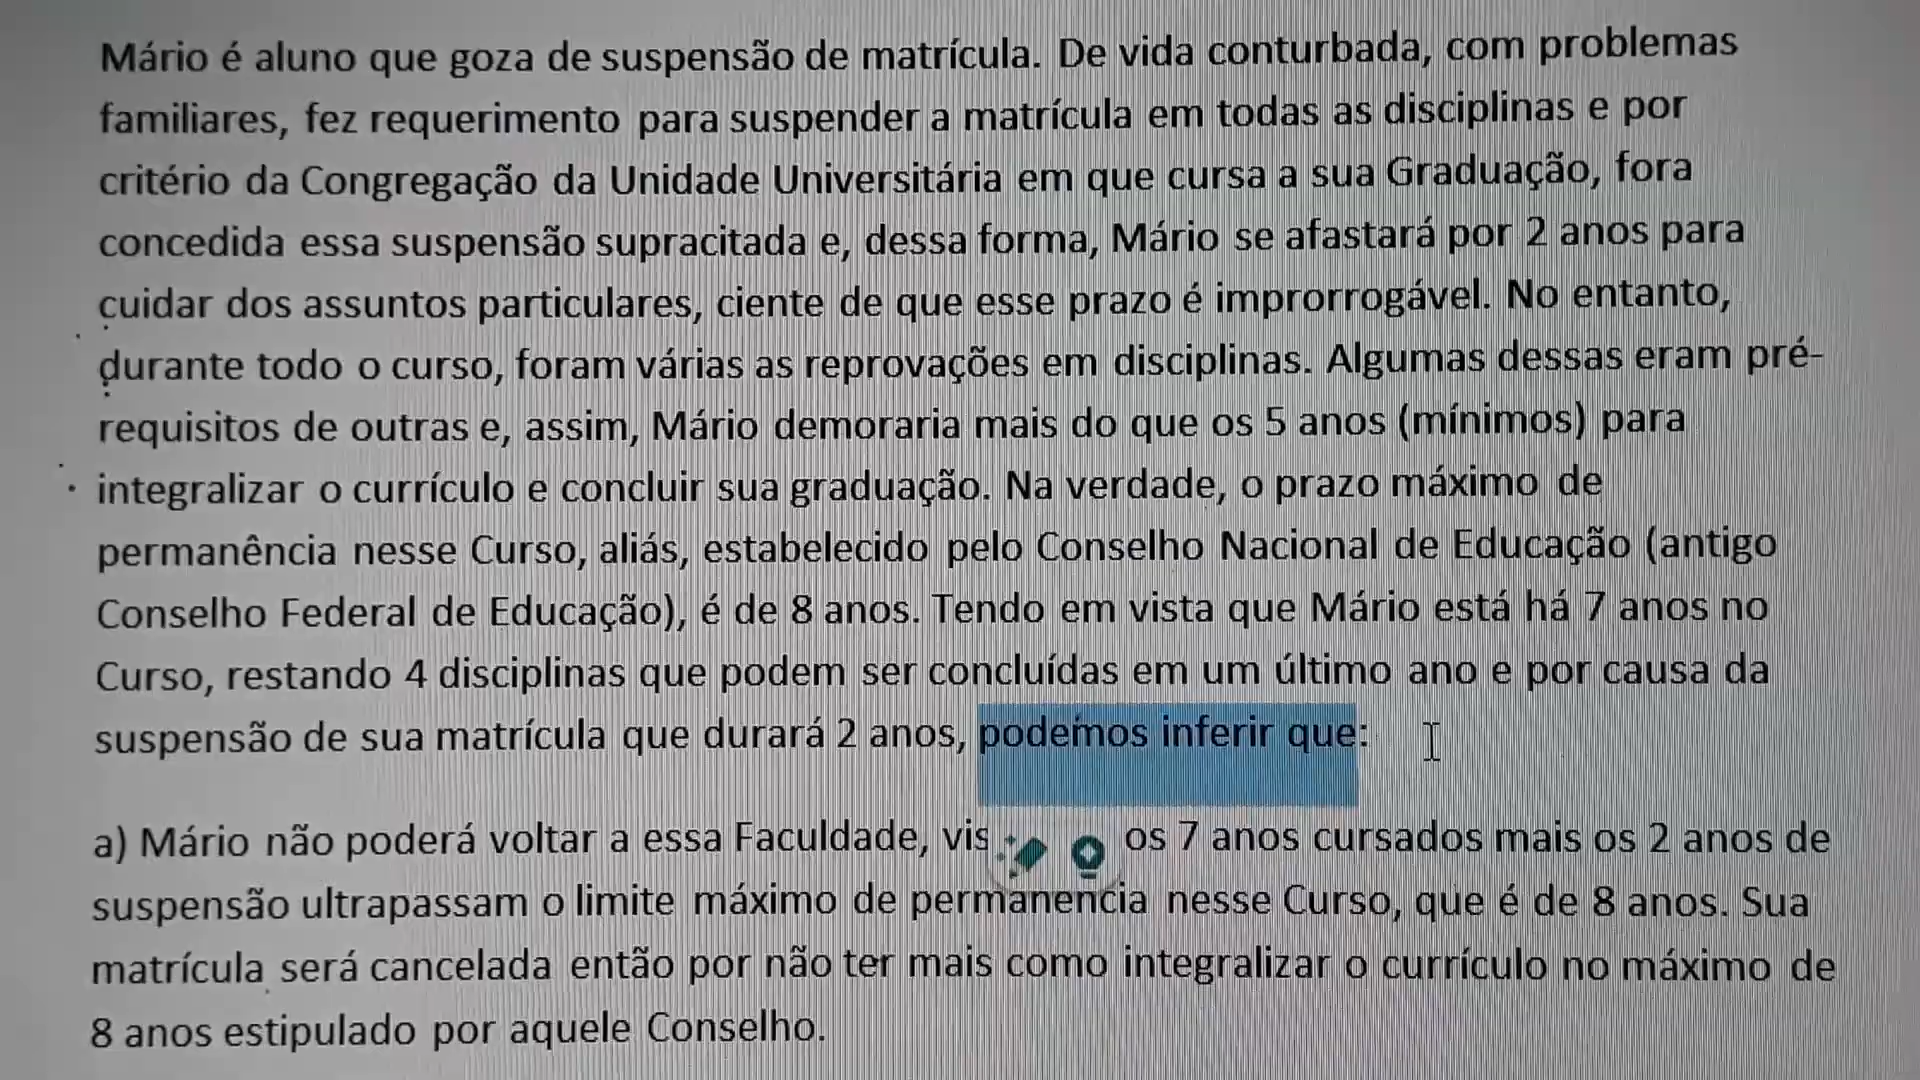 Mário é aluno que goza de suspensão de matrícula. De vida conturbada, com problemas
familiares, fez requerimento para suspender a matrícula em todas as disciplinas e por
critério da Congregação da Unidade Universitária em que cursa a sua Graduação, fora
concedida essa suspensão supracitada e, dessa forma, Mário se afastará por 2 anos para
cuidar dos assuntos particulares, ciente de que esse prazo é improrrogável. No entanto,
durante todo o curso, foram várias as reprovações em disciplinas. Algumas dessas eram pré-
requisitos de outras e, assim, Mário demoraria mais do que os 5 anos (mínimos) para
integralizar o currículo e concluir sua graduação. Na verdade, o prazo máximo de
permanência nesse Curso, aliás, estabelecido pelo Conselho Nacional de Educação (antigo
Conselho Federal de Educação), é de 8 anos. Tendo em vista que Mário está há 7 anos no
Curso, restando 4 disciplinas que podem ser concluídas em um último ano e por causa da
suspensão de sua matrícula que durará 2 anos, podemos inferir que:
a) Mário não poderá voltar a essa Faculdade, vis os 7 anos cursados mais os 2 anos de
suspensão ultrapassam o limite máximo de permanência nesse Curso, que é de 8 anos. Sua
matrícula será cancelada então por não ter mais como integralizar o currículo no máximo de
8 anos estipulado por aquele Conselho.